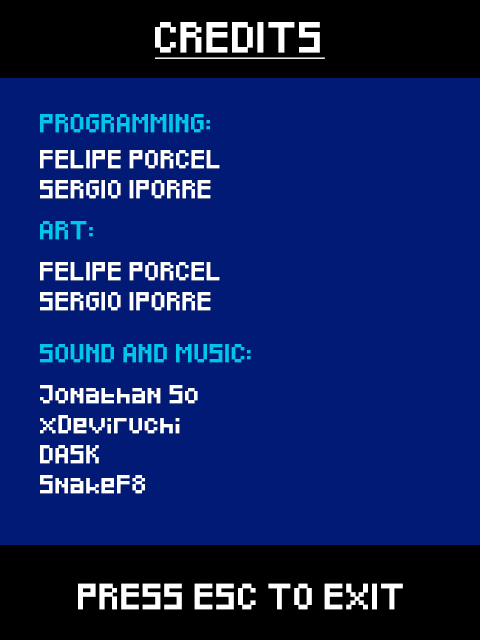 CREDITS
PROGRAMMING:
FELIPE PORCEL
SERGIO IPORRE
ART:
FELIPE PORCEL
SERGIO IPORRE
SOUND AND MUSIC:
Jonathan So
xDeviruchi
DASK
SnakeF8
PRESS ESC TO EXIT